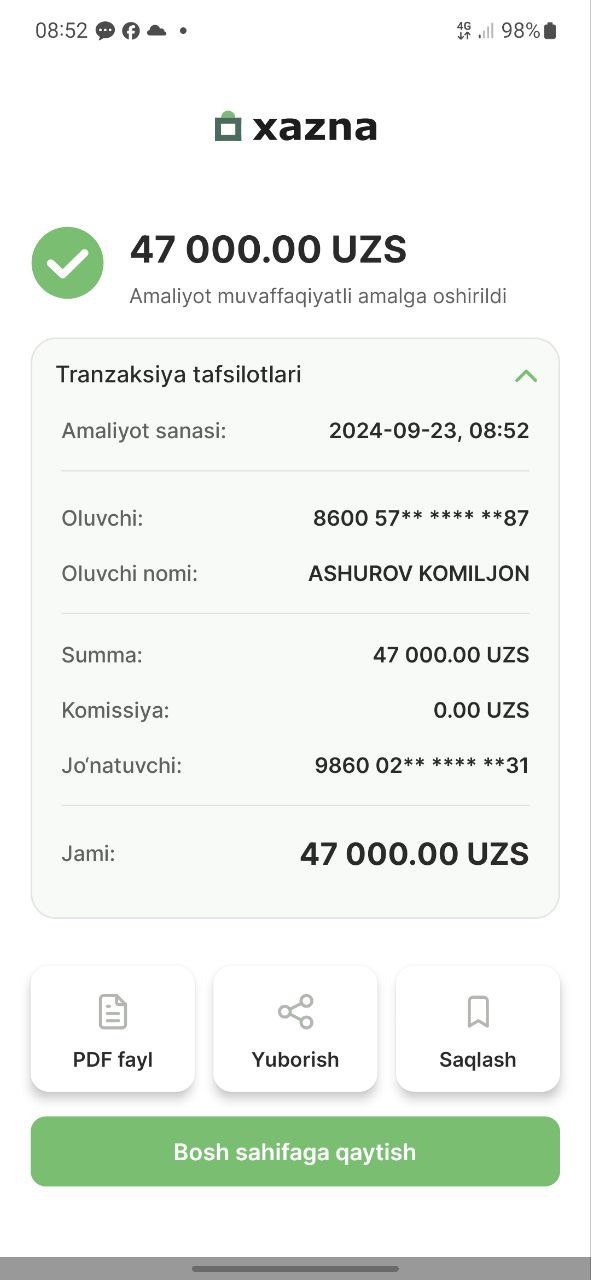 08:52
4G 98%
xazna
47 000.00 UZS
Amaliyot muvaffaqiyatli amalga oshirildi
Tranzaksiya tafsilotlari
Amaliyot sanasi: 2024-09-23, 08:52
Oluvchi: 8600 57** **** **87
Oluvchi nomi: ASHUROV KOMILJON
Summa: 47 000.00 UZS
Komissiya: 0.00 UZS
Jo‘natuvchi: 9860 02** **** **31
Jami: 47 000.00 UZS
PDF fayl
Yuborish
Saqlash
Bosh sahifaga qaytish